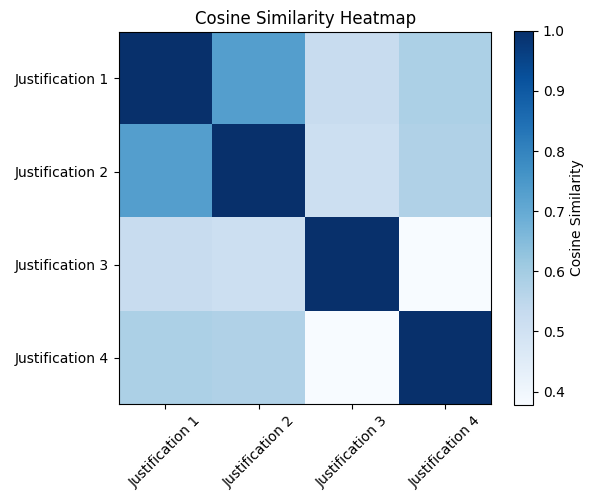 Cosine Similarity Heatmap
Justification 1
Justification 2
Justification 3
Justification 4
Justification 1
Justification 2
Justification 3
Justification 4
1.0
0.9
0.8
0.7
0.6
0.5
0.4
Cosine Similarity